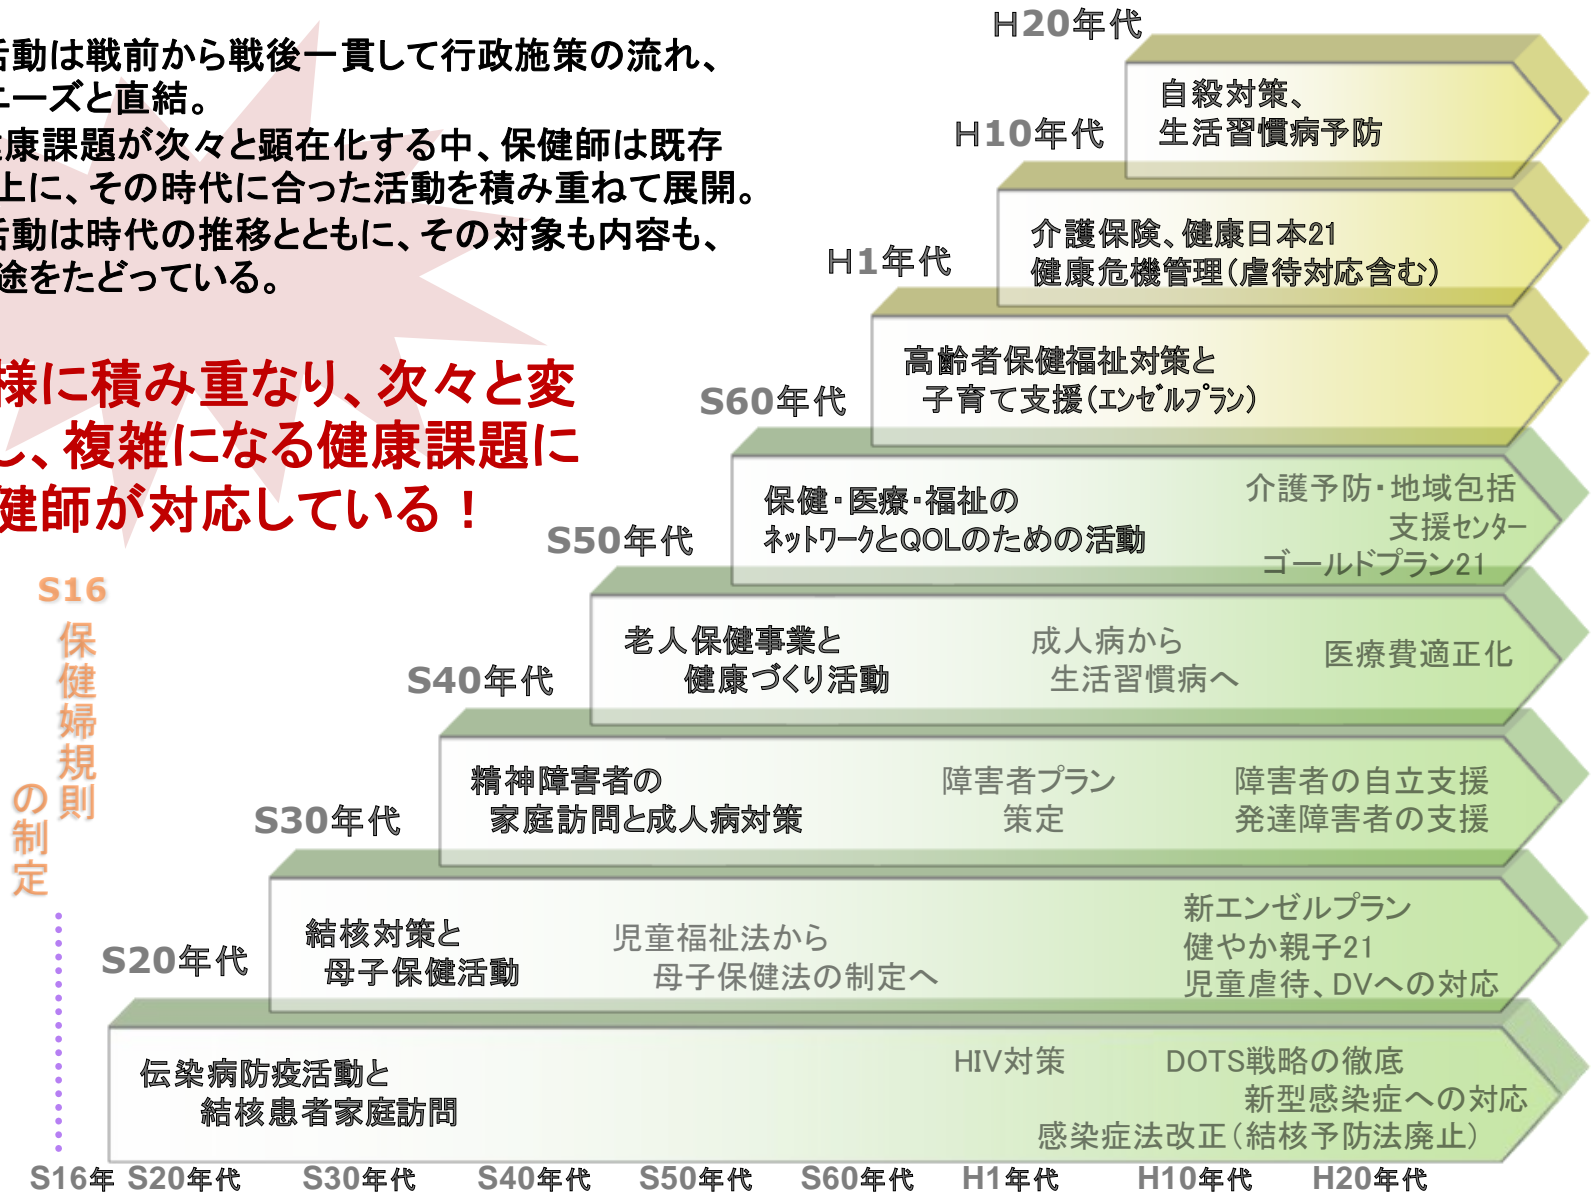 活動は戦前から戦後一貫して行政施策の流れ、
ニーズと直結。
健康課題が次々と顕在化する中、保健師は既存
上に、その時代に合った活動を積み重ねて展開。
活動は時代の推移とともに、その対象も内容も、
途をたどっている。
様に積み重なり、次々と変
し、複雑になる健康課題に
健師が対応している！
H20年代
自殺対策、
生活習慣病予防
H10年代
介護保険、健康日本21
健康危機管理（虐待対応含む）
H1年代
高齢者保健福祉対策と
子育て支援（エンゼルプラン）
S60年代
保健・医療・福祉の
ネットワークとQOLのための活動
介護予防・地域包括
支援センター
ゴールドプラン21
S50年代
老人保健事業と
健康づくり活動
成人病から
生活習慣病へ
医療費適正化
S40年代
精神障害者の
家庭訪問と成人病対策
障害者プラン
策定
障害者の自立支援
発達障害者の支援
S30年代
結核対策と
母子保健活動
児童福祉法から
母子保健法の制定へ
新エンゼルプラン
健やか親子21
児童虐待、DVへの対応
S20年代
伝染病防疫活動と
結核患者家庭訪問
HIV対策
DOTS戦略の徹底
新型感染症への対応
感染症法改正（結核予防法廃止）
S16
保健婦規則
の制定
S16年 S20年代 S30年代 S40年代 S50年代 S60年代 H1年代 H10年代 H20年代